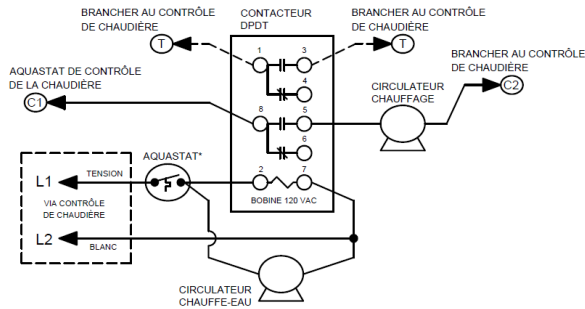 BRANCHER AU CONTRÔLE
DE CHAUDIÈRE
T
CONTACTEUR
DPDT
BRANCHER AU CONTRÔLE
DE CHAUDIÈRE
T
BRANCHER AU CONTRÔLE
DE CHAUDIÈRE
C2
AQUASTAT DE CONTRÔLE
DE LA CHAUDIÈRE
C1
1
3
4
8
5
6
2
7
BOBINE 120 VAC
CIRCULATEUR
CHAUFFAGE
AQUASTAT*
L1
TENSION
VIA CONTRÔLE
DE CHAUDIÈRE
L2
BLANC
CIRCULATEUR
CHAUFFE-EAU